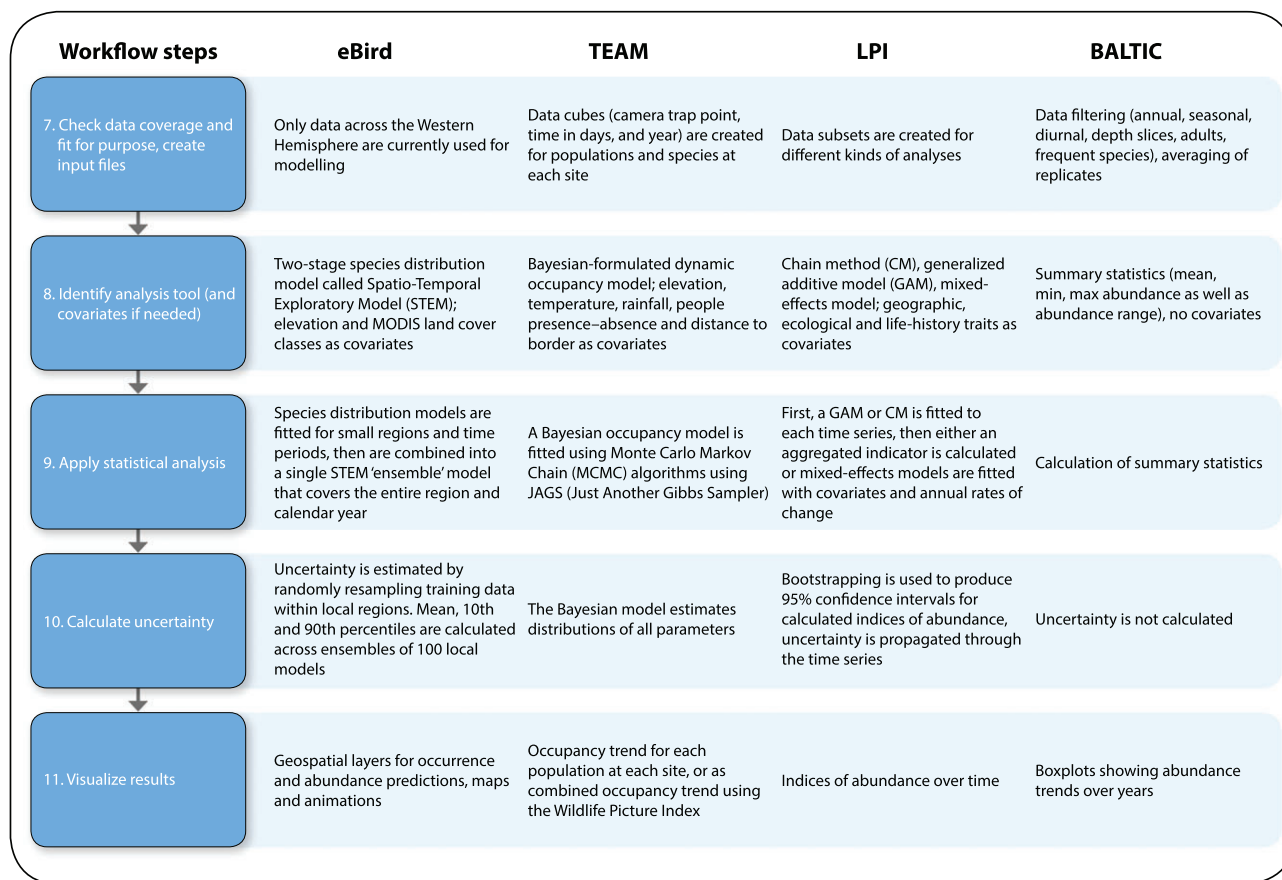 Workflow steps
eBird
TEAM
LPI
BALTIC
7. Check data coverage and
fit for purpose, create
input files
Only data across the Western
Hemisphere are currently used for
modelling
Data cubes (camera trap point,
time in days, and year) are created
for populations and species at
each site
Data subsets are created for
different kinds of analyses
Data filtering (annual, seasonal,
diurnal, depth slices, adults,
frequent species), averaging of
replicates
8. Identify analysis tool (and
covariates if needed)
Two-stage species distribution
model called Spatio-Temporal
Exploratory Model (STEM);
elevation and MODIS land cover
classes as covariates
Bayesian-formulated dynamic
occupancy model; elevation,
temperature, rainfall, people
presence–absence and distance to
border as covariates
Chain method (CM), generalized
additive model (GAM), mixed-
effects model; geographic,
ecological and life-history traits as
covariates
Summary statistics (mean,
min, max abundance as well as
abundance range), no covariates
9. Apply statistical analysis
Species distribution models are
fitted for small regions and time
periods, then are combined into
a single STEM ‘ensemble’ model
that covers the entire region and
calendar year
A Bayesian occupancy model is
fitted using Monte Carlo Markov
Chain (MCMC) algorithms using
JAGS (Just Another Gibbs Sampler)
First, a GAM or CM is fitted to
each time series, then either an
aggregated indicator is calculated
or mixed-effects models are fitted
with covariates and annual rates of
change
Calculation of summary statistics
10. Calculate uncertainty
Uncertainty is estimated by
randomly resampling training data
within local regions. Mean, 10th
and 90th percentiles are calculated
across ensembles of 100 local
models
The Bayesian model estimates
distributions of all parameters
Bootstrapping is used to produce
95% confidence intervals for
calculated indices of abundance,
uncertainty is propagated through
the time series
Uncertainty is not calculated
11. Visualize results
Geospatial layers for occurrence
and abundance predictions, maps
and animations
Occupancy trend for each
population at each site, or as
combined occupancy trend using
the Wildlife Picture Index
Indices of abundance over time
Boxplots showing abundance
trends over years